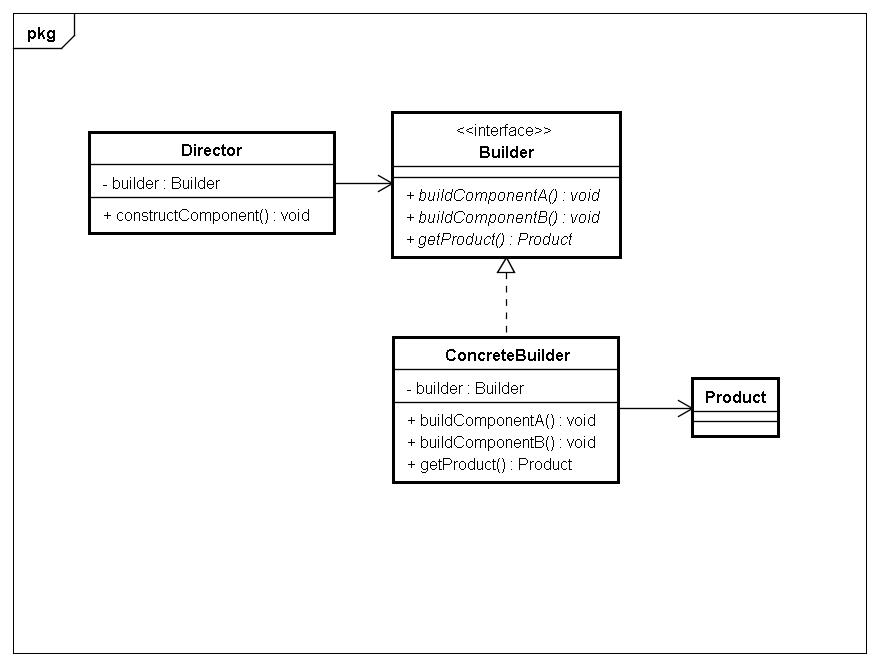 pkg
Director
- builder : Builder
+ constructComponent() : void
<<interface>>
Builder
+ buildComponentA() : void
+ buildComponentB() : void
+ getProduct() : Product
ConcreteBuilder
- builder : Builder
+ buildComponentA() : void
+ buildComponentB() : void
+ getProduct() : Product
Product